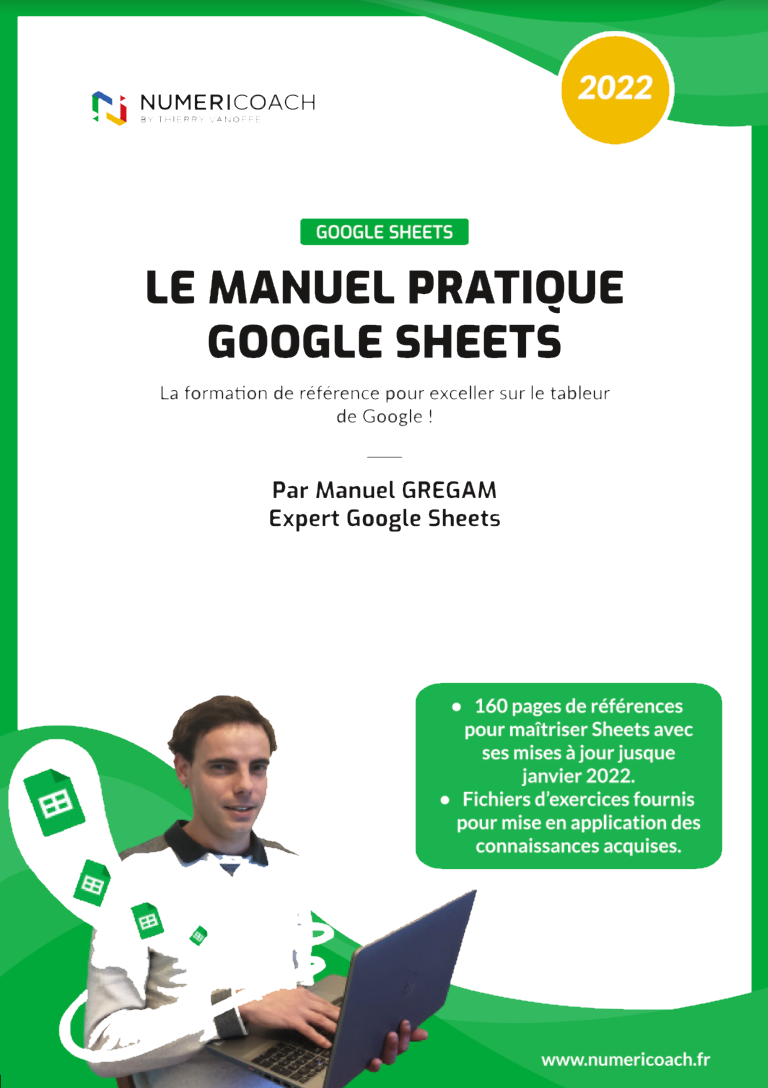 NUMERICOACH
BY THIERRY VANOFFE
2022
GOOGLE SHEETS
LE MANUEL PRATIQUE
GOOGLE SHEETS
La formation de référence pour exceller sur le tableur
de Google !
Par Manuel GREGAM
Expert Google Sheets
• 160 pages de références
pour maîtriser Sheets avec
ses mises à jour jusque
janvier 2022.
• Fichiers d'exercices fournis
pour mise en application des
connaissances acquises.
www.numericoach.fr